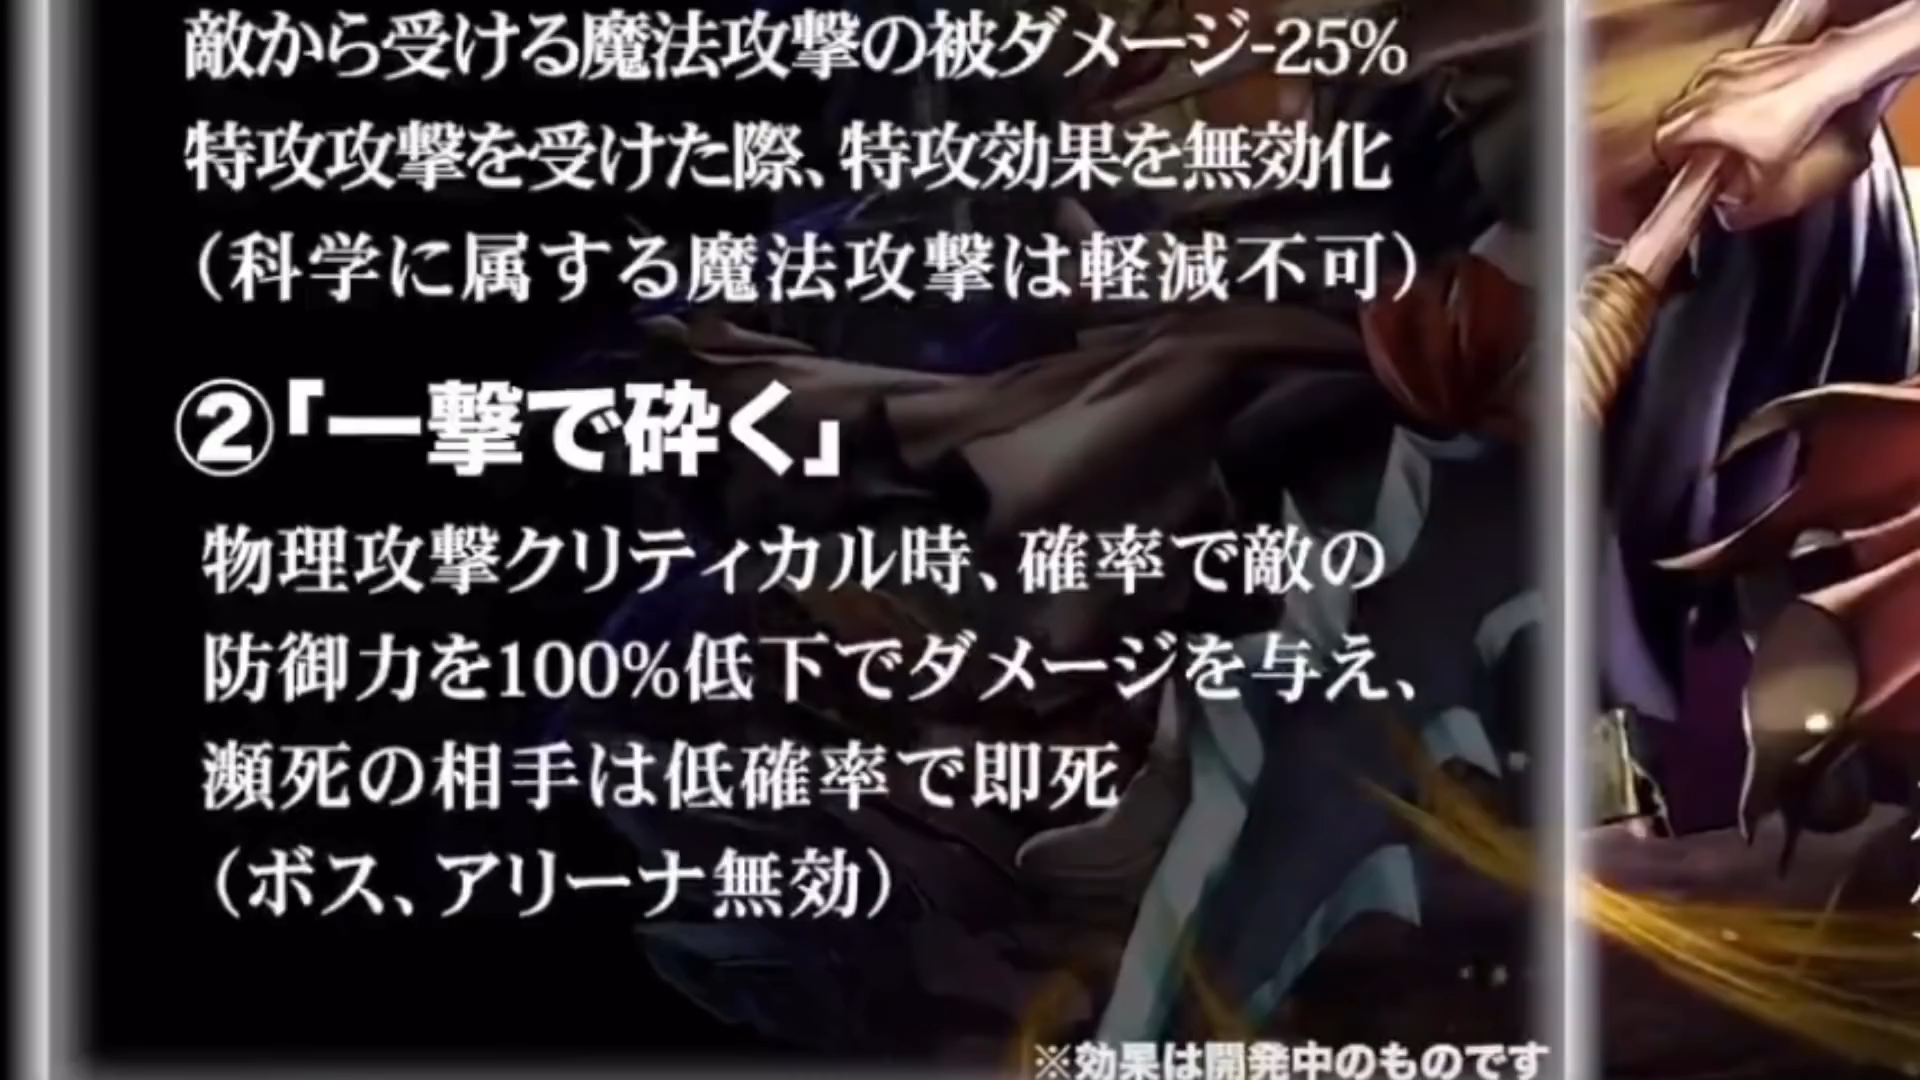 敵から受ける魔法攻撃の被ダメージ-25%
特攻攻撃を受けた際、特攻効果を無効化
（科学に属する魔法攻撃は軽減不可）
②「一撃で砕く」
物理攻撃クリティカル時、確率で敵の
防御力を100%低下でダメージを与え、
瀕死の相手は低確率で即死
（ボス、アリーナ無効）
※効果は開発中のものです